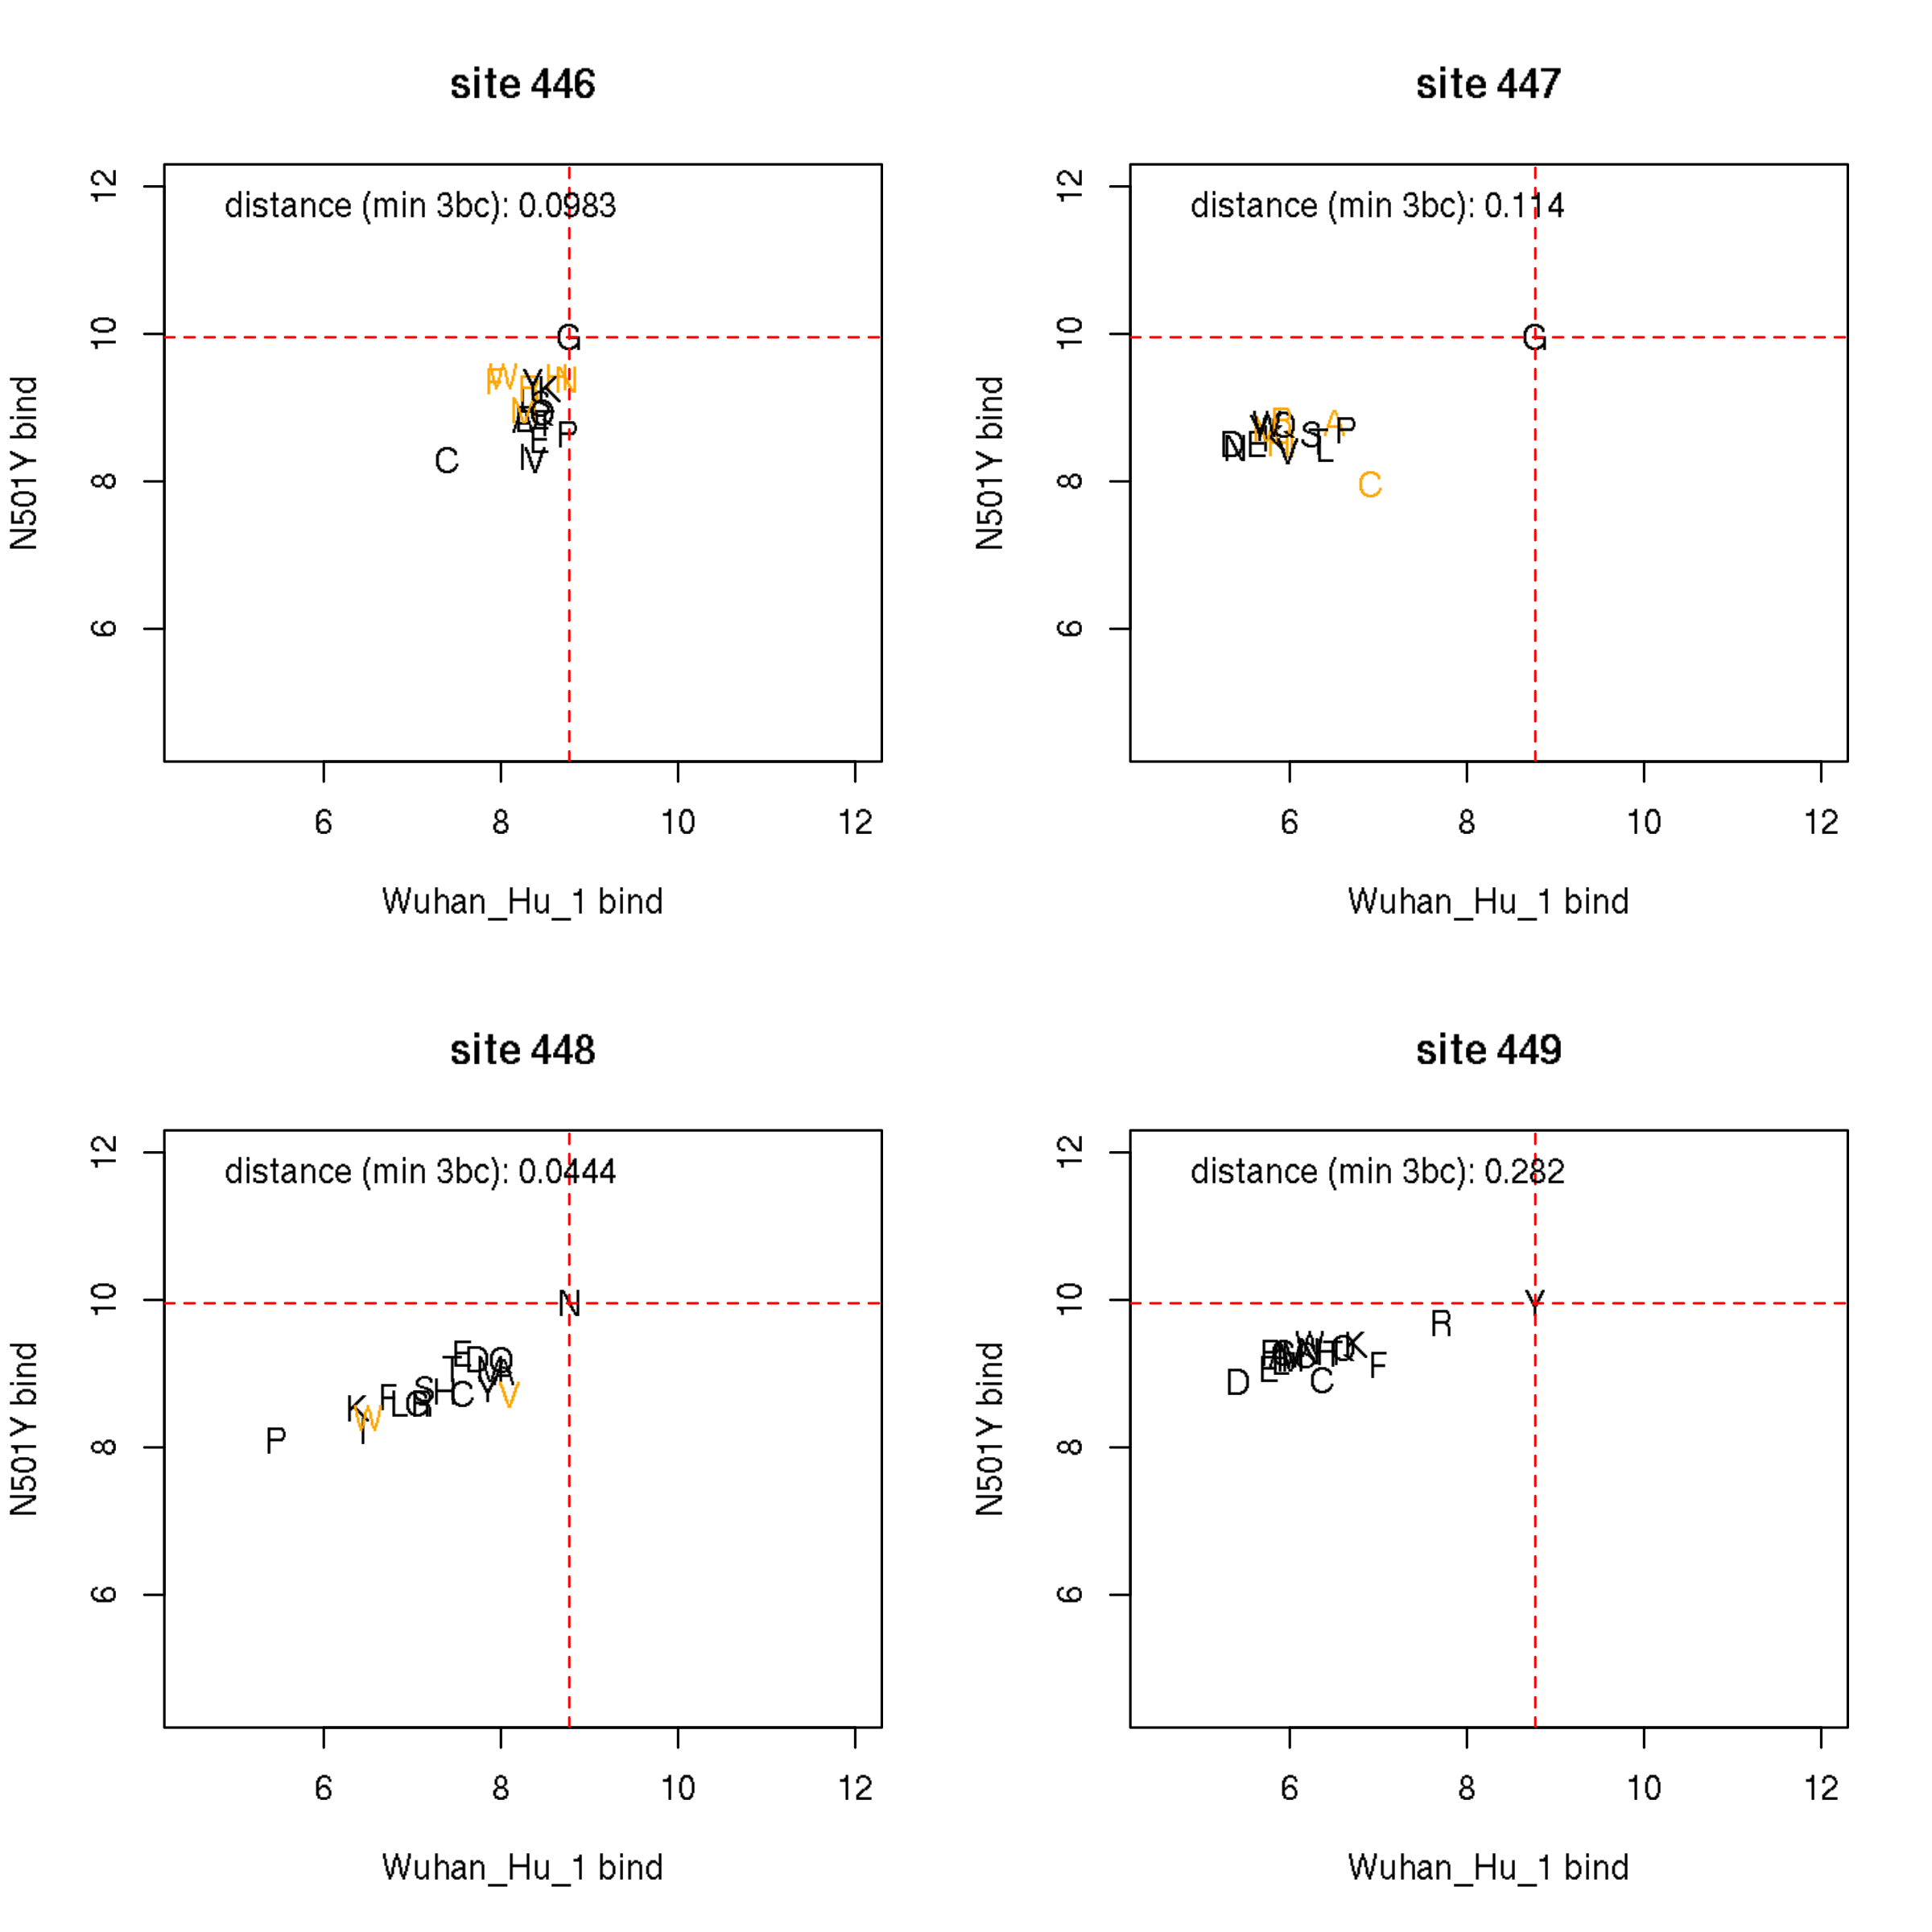 site 446
distance (min 3bc): 0.0983
12
10
8
6
N501Y bind
G
C
P
K
Y
6
8
10
12
Wuhan_Hu_1 bind
site 447
distance (min 3bc): 0.114
12
10
8
6
N501Y bind
G
A
P
S
L
C
6
8
10
12
Wuhan_Hu_1 bind
site 448
distance (min 3bc): 0.0444
12
10
8
6
N501Y bind
N
E
D
Q
T
S
H
C
Y
V
F
L
K
W
I
P
6
8
10
12
Wuhan_Hu_1 bind
site 449
distance (min 3bc): 0.282
12
10
8
6
N501Y bind
Y
R
W
K
F
C
D
6
8
10
12
Wuhan_Hu_1 bind